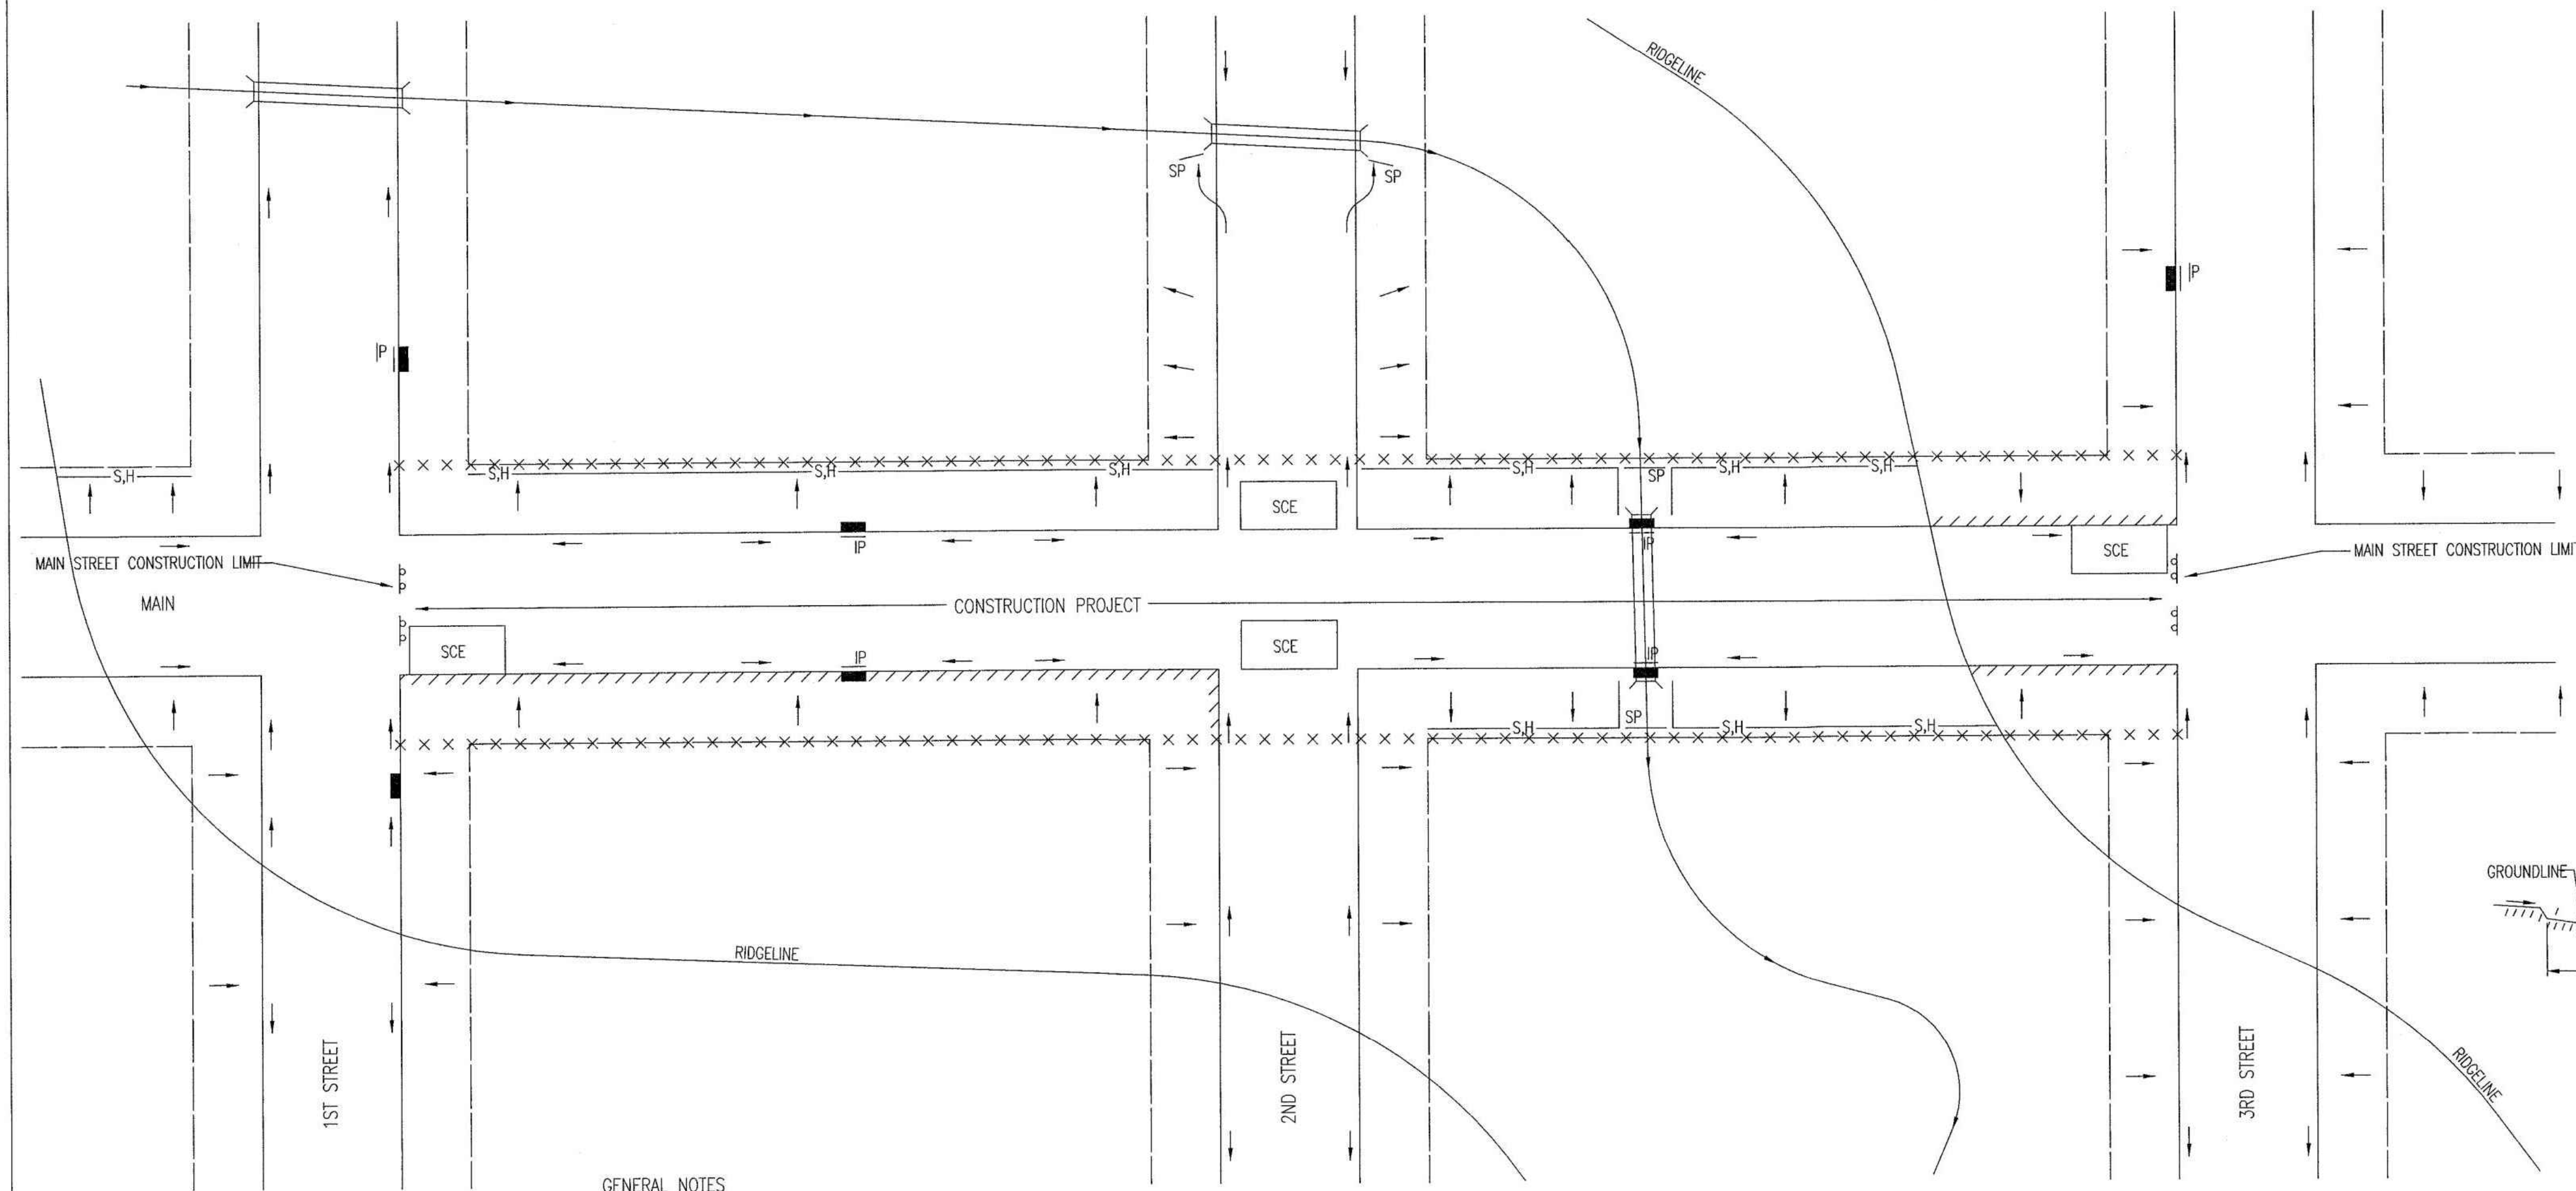 RIDGELINE
SP
SP
IP
IP
S,H
S,H
S,H
S,H
S,H
SP
S,H
S,H
SCE
IP
IP
SCE
MAIN STREET CONSTRUCTION LIMIT
MAIN STREET CONSTRUCTION LIMIT
MAIN
CONSTRUCTION PROJECT
SCE
SCE
IP
IP
SP
S,H
S,H
S,H
GROUNDLINE
RIDGELINE
1ST STREET
2ND STREET
3RD STREET
RIDGELINE
GENERAL NOTES